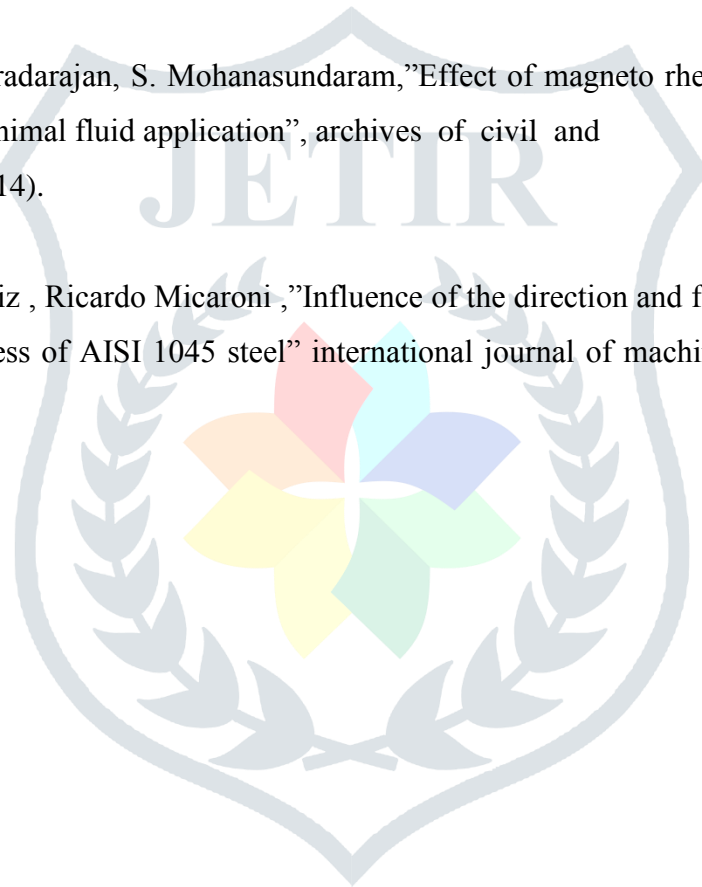 radarajan, S. Mohanasundaram,”Effect of magneto rhe
nimal fluid application”, archives of civil and
14).
JETIR
iz , Ricardo Micaroni ,”Influence of the direction and f
ess of AISI 1045 steel” international journal of machi